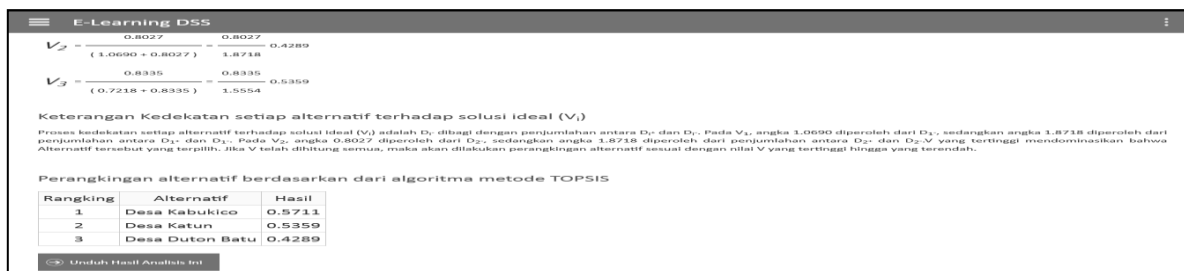 E-Learning DSS
V2 = 0.8027 / (1.0690 + 0.8027) = 0.8027 / 1.8718 = 0.4289
V3 = 0.8335 / (0.7218 + 0.8335) = 0.8335 / 1.5554 = 0.5359
Keterangan Kedekatan setiap alternatif terhadap solusi ideal (Vi)
Proses kedekatan setiap alternatif terhadap solusi ideal (Vi) adalah Di- dibagi dengan penjumlahan antara Di+ dan Di-. Pada V1, angka 1.0690 diperoleh dari D1-, sedangkan angka 1.8718 diperoleh dari
penjumlahan antara D1+ dan D1-. Pada V2, angka 0.8027 diperoleh dari D2-, sedangkan angka 1.8718 diperoleh dari penjumlahan antara D2+ dan D2-.V yang tertinggi mendominasikan bahwa
Alternatif tersebut yang terpilih. Jika V telah dihitung semua, maka akan dilakukan perangkingan alternatif sesuai dengan nilai V yang tertinggi hingga yang terendah.
Perangkingan alternatif berdasarkan dari algoritma metode TOPSIS
Rangking Alternatif Hasil
1 Desa Kabukico 0.5711
2 Desa Katun 0.5359
3 Desa Duton Batu 0.4289
Unduh Hasil Analisis Ini